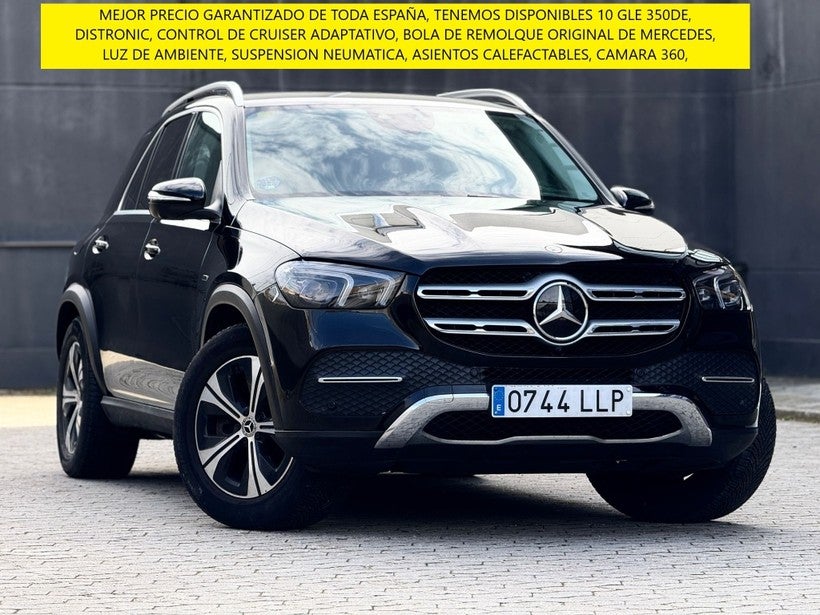 MEJOR PRECIO GARANTIZADO DE TODA ESPAÑA, TENEMOS DISPONIBLES 10 GLE 350DE,
DISTRONIC, CONTROL DE CRUISER ADAPTATIVO, BOLA DE REMOLQUE ORIGINAL DE MERCEDES,
LUZ DE AMBIENTE, SUSPENSION NEUMATICA, ASIENTOS CALEFACTABLES, CAMARA 360,
E 0744 LLP